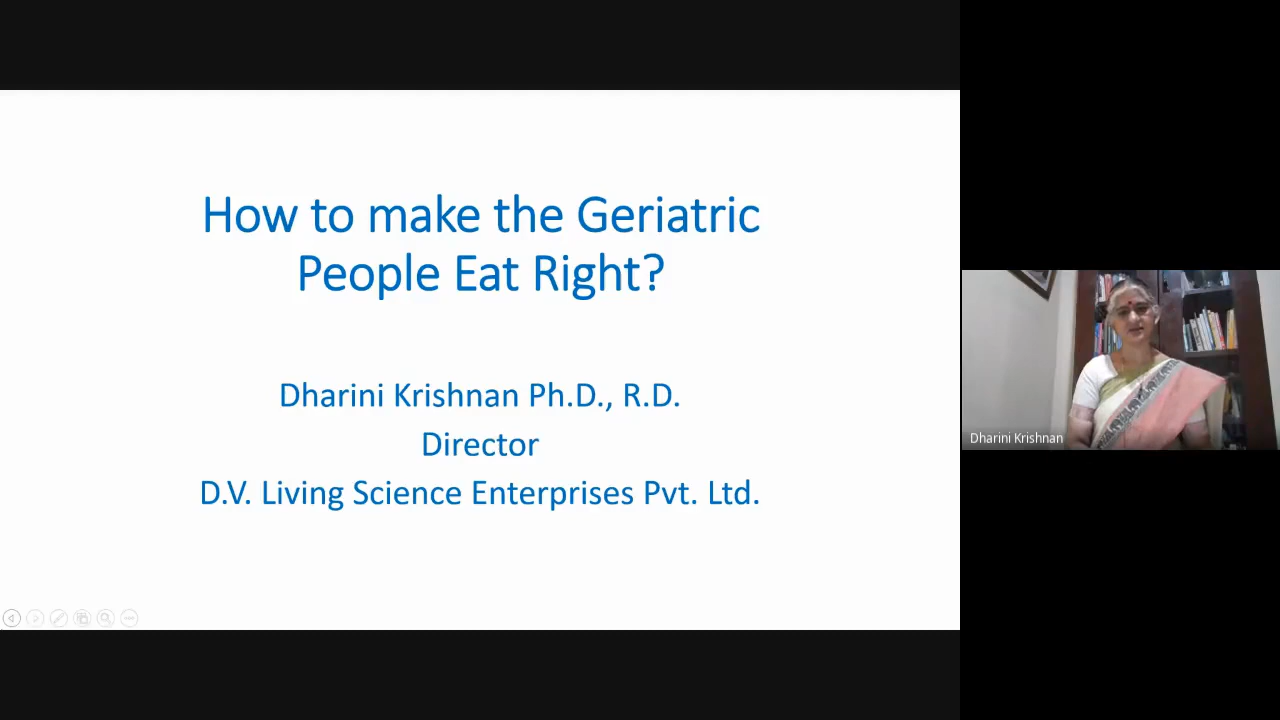 How to make the Geriatric
People Eat Right?
Dharini Krishnan Ph.D., R.D.
Director
D.V. Living Science Enterprises Pvt. Ltd.
Dharini Krishnan